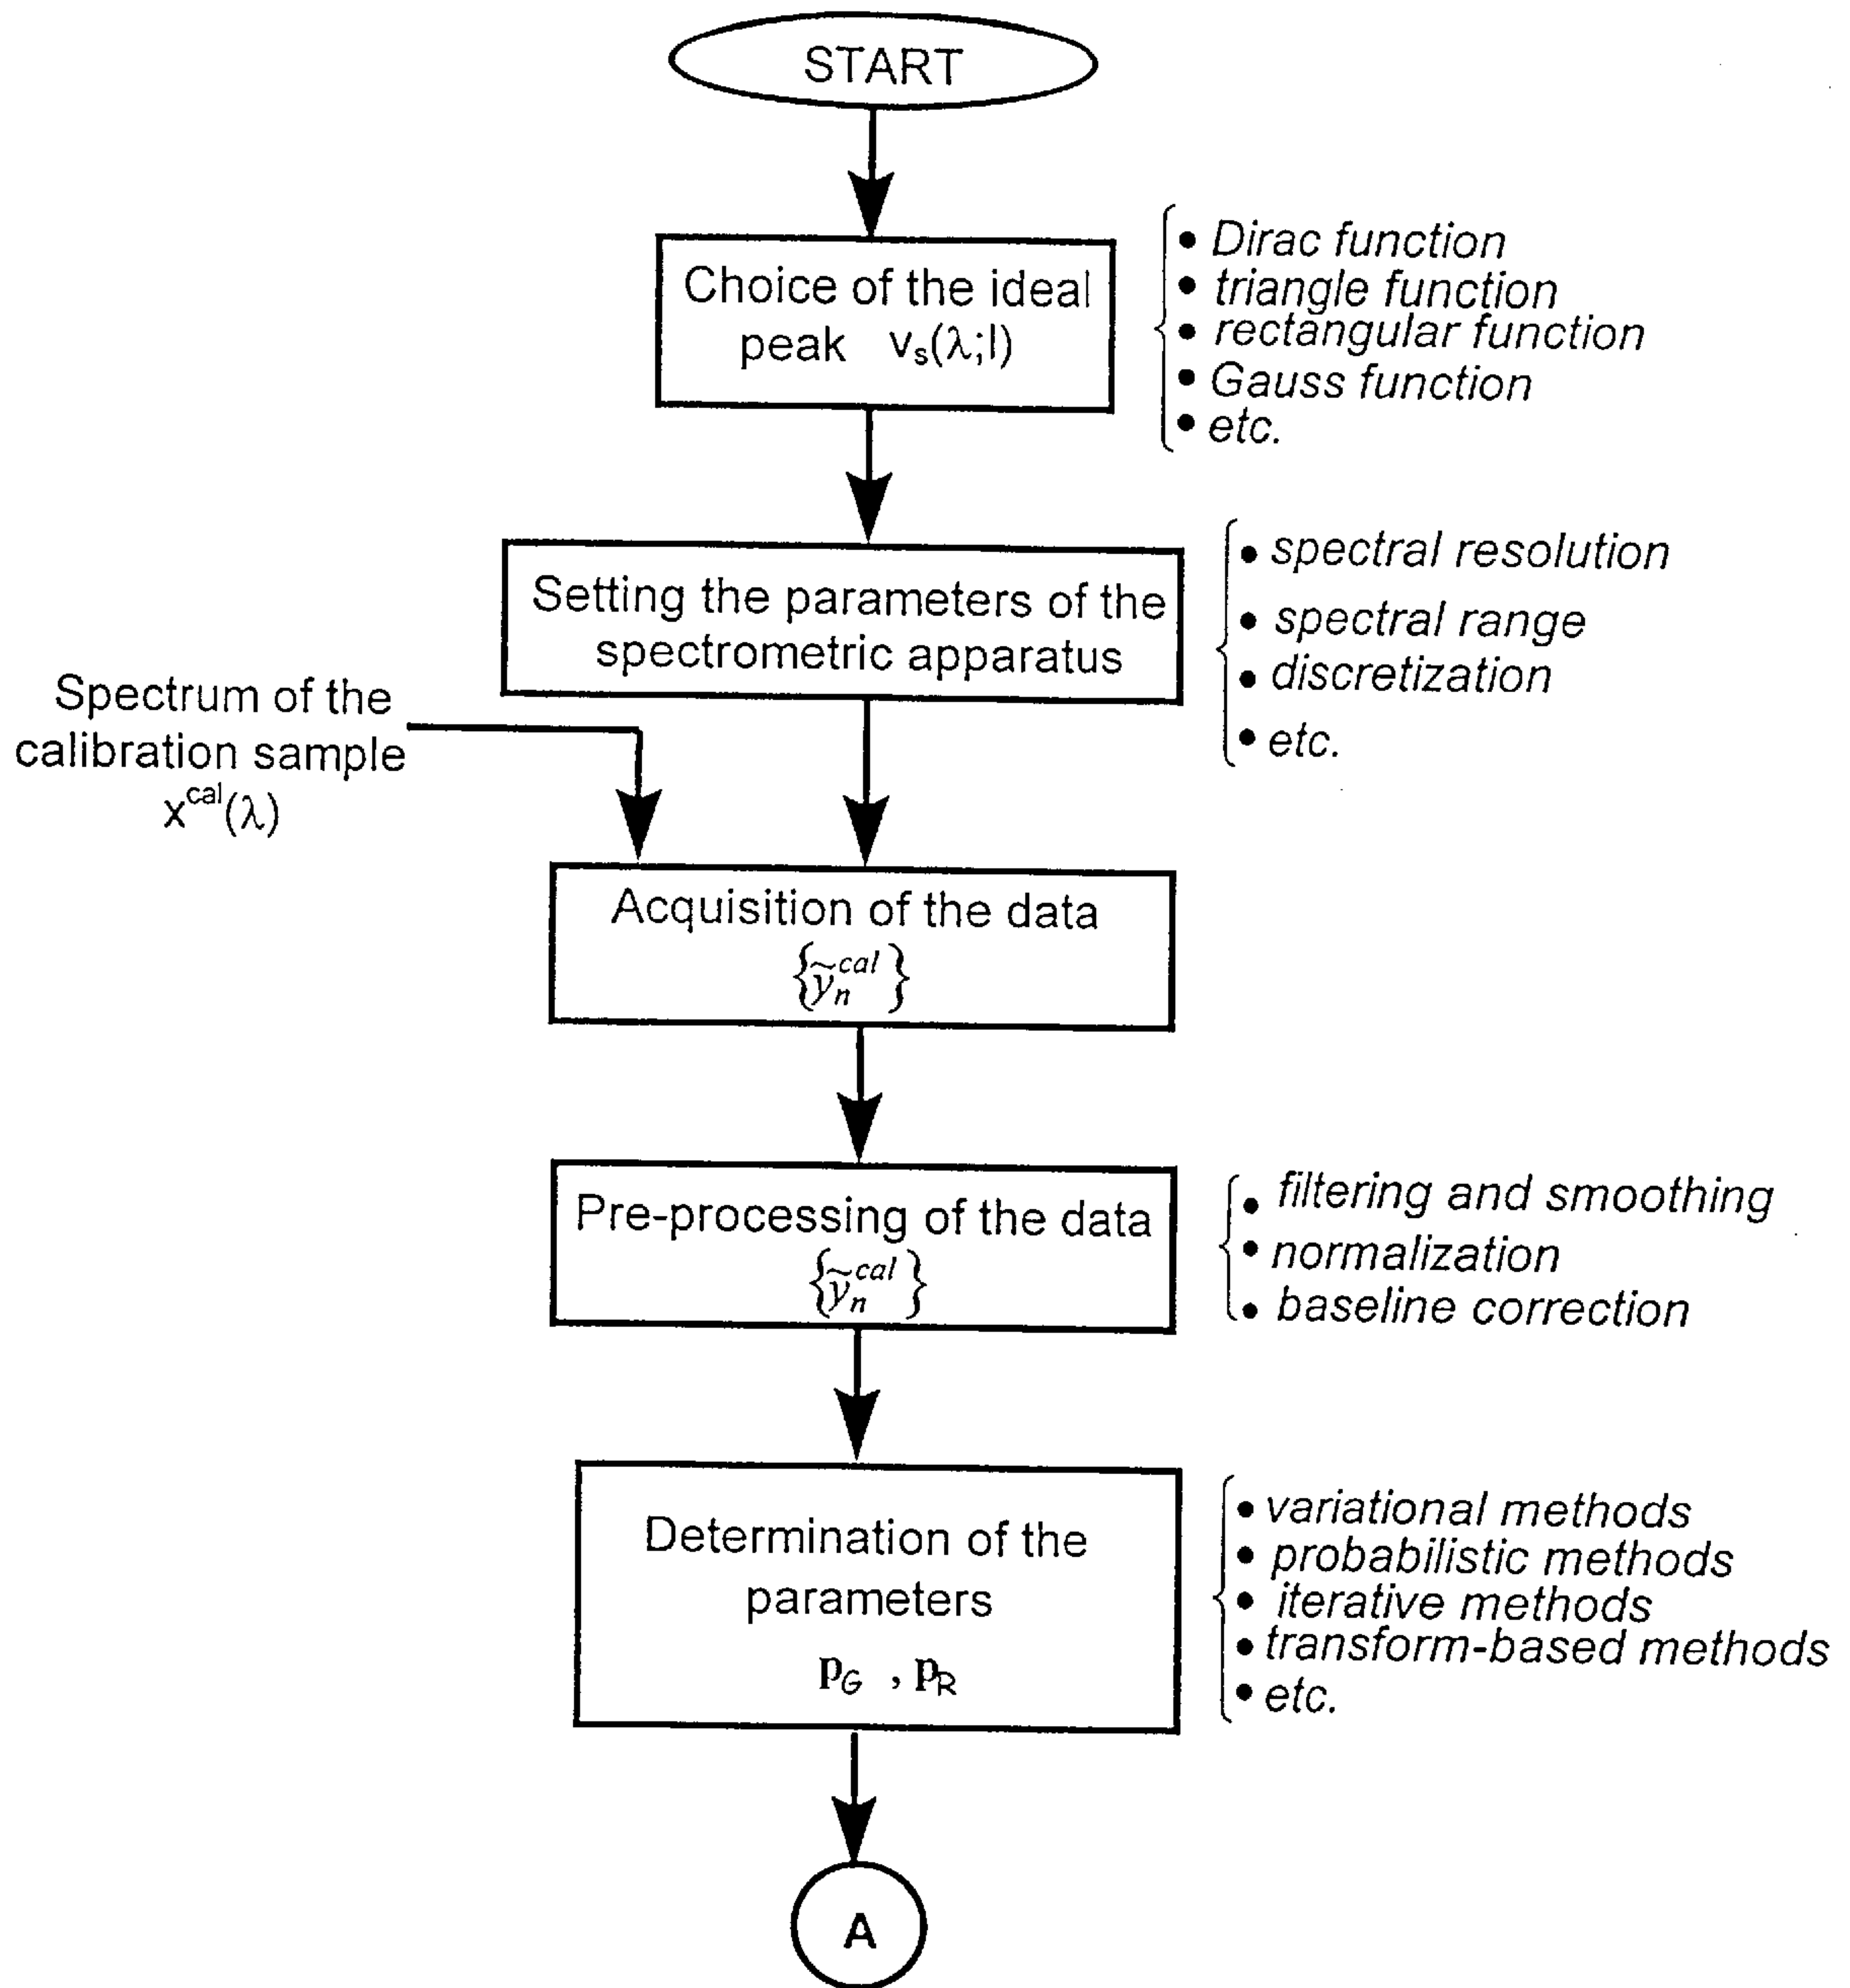 START
Choice of the ideal
peak vₛ(λ;l)
• Dirac function
• triangle function
• rectangular function
• Gauss function
• etc.
Setting the parameters of the
spectrometric apparatus
• spectral resolution
• spectral range
• discretization
• etc.
Spectrum of the
calibration sample
x^cal(λ)
Acquisition of the data
{ỹ_n^cal}
Pre-processing of the data
{ỹ_n^cal}
• filtering and smoothing
• normalization
• baseline correction
Determination of the
parameters
p_G , p_R
• variational methods
• probabilistic methods
• iterative methods
• transform-based methods
• etc.
A